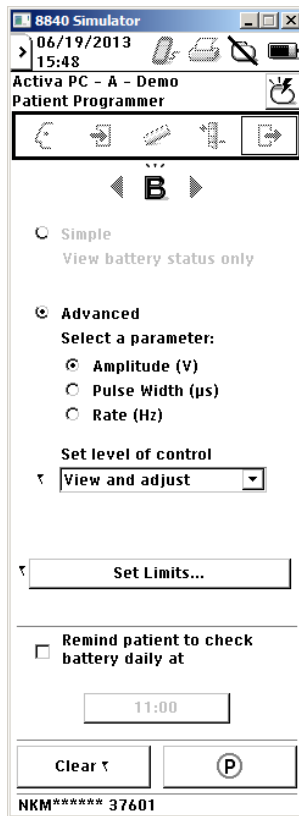 8840 Simulator
06/19/2013
15:48
Activa PC - A - Demo
Patient Programmer
B
Simple
View battery status only
Advanced
Select a parameter:
Amplitude (V)
Pulse Width (µs)
Rate (Hz)
Set level of control
View and adjust
Set Limits...
Remind patient to check
battery daily at
11:00
Clear
P
NKM****** 37601